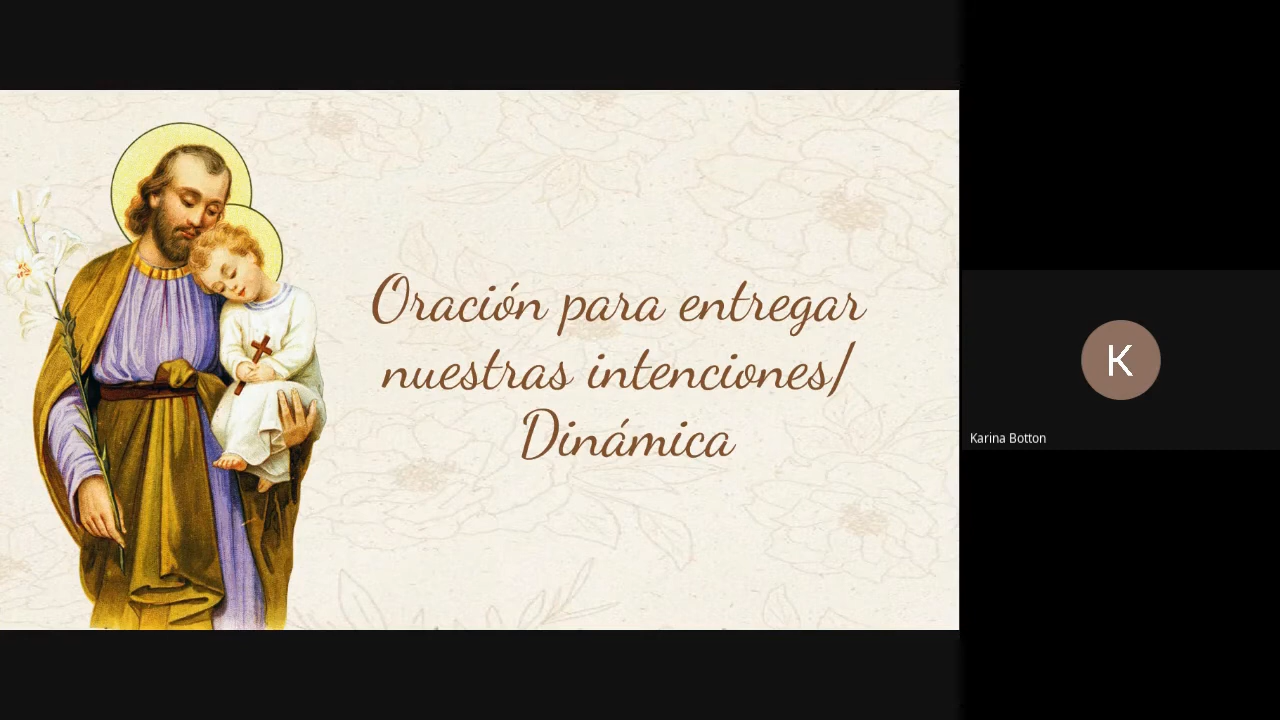 Oración para entregar
nuestras intenciones/
Dinámica
K
Karina Botton